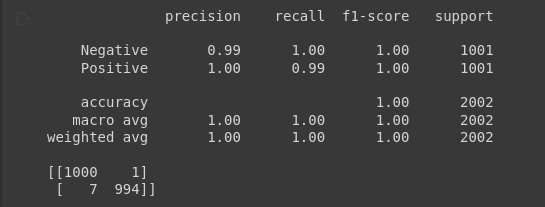 precision recall f1-score support
Negative 0.99 1.00 1.00 1001
Positive 1.00 0.99 1.00 1001
accuracy 1.00 2002
macro avg 1.00 1.00 1.00 2002
weighted avg 1.00 1.00 1.00 2002
[[1000 1]
[ 7 994]]